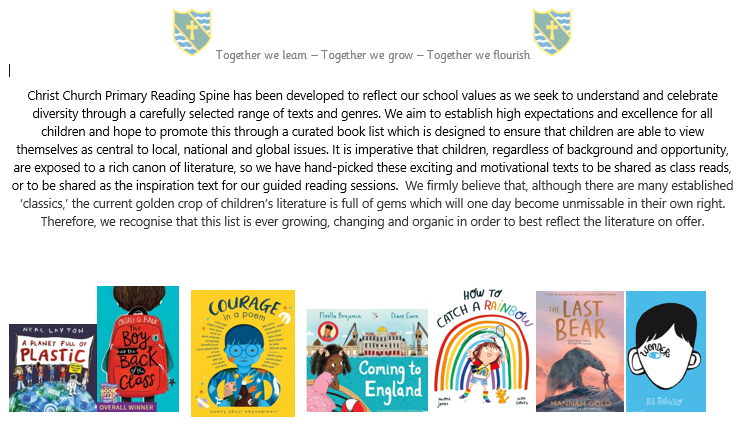 Together we learn – Together we grow – Together we flourish
Christ Church Primary Reading Spine has been developed to reflect our school values as we seek to understand and celebrate
diversity through a carefully selected range of texts and genres. We aim to establish high expectations and excellence for all
children and hope to promote this through a curated book list which is designed to ensure that children are able to view
themselves as central to local, national and global issues. It is imperative that children, regardless of background and opportunity,
are exposed to a rich canon of literature, so we have hand-picked these exciting and motivational texts to be shared as class reads,
or to be shared as the inspiration text for our guided reading sessions.  We firmly believe that, although there are many established
‘classics,’ the current golden crop of children’s literature is full of gems which will one day become unmissable in their own right.
Therefore, we recognise that this list is ever growing, changing and organic in order to best reflect the literature on offer.
NEAL LAYTON
A PLANET FULL OF
PLASTIC
The
Boy
at the
Back
of the
Class
OVERALL WINNER
COURAGE
in a poem
poetry about empowerment
Floella Benjamin
Diane Ewen
Coming to
England
HOW TO
CATCH A RAINBOW
THE
LAST
BEAR
HANNAH GOLD
Wonder